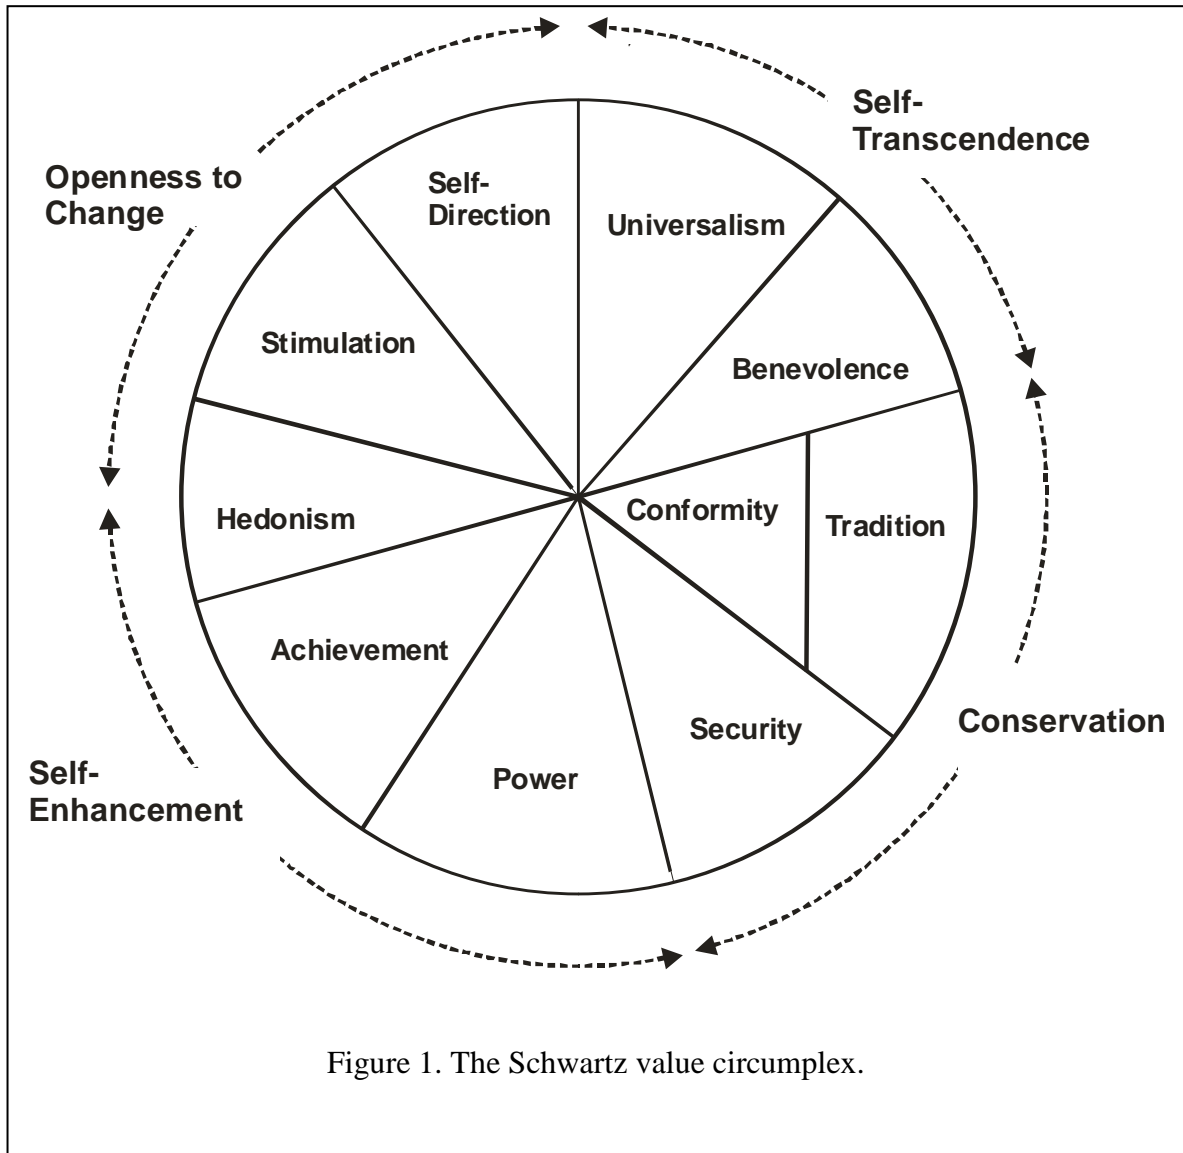 Self-
Transcendence
Openness to
Change
Self-
Direction
Universalism
Stimulation
Benevolence
Conformity
Tradition
Hedonism
Achievement
Security
Conservation
Power
Self-
Enhancement
Figure 1. The Schwartz value circumplex.